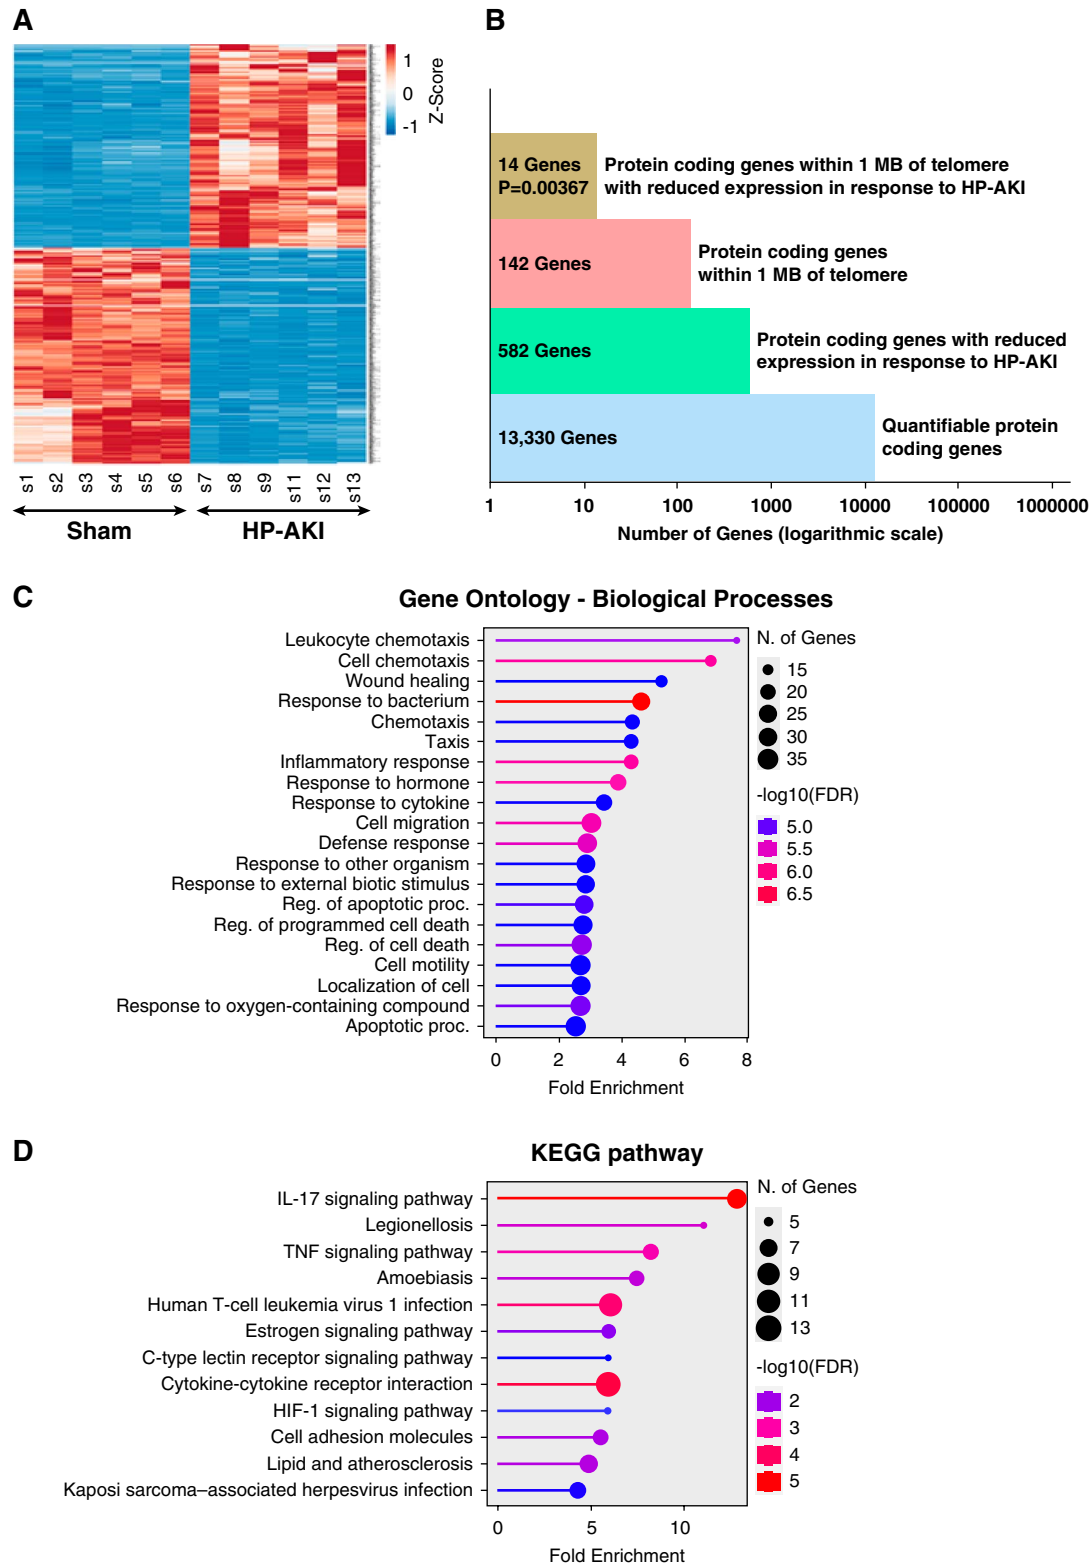 A
1
0
-1
Z-Score
s1
s2
s3
s4
s5
s6
s7
s8
s9
s11
s12
s13
Sham
HP-AKI
B
14 Genes
P=0.00367
Protein coding genes within 1 MB of telomere
with reduced expression in response to HP-AKI
142 Genes
Protein coding genes
within 1 MB of telomere
582 Genes
Protein coding genes with reduced
expression in response to HP-AKI
13,330 Genes
Quantifiable protein
coding genes
1
10
100
1000
10000
100000
1000000
Number of Genes (logarithmic scale)
C
Gene Ontology - Biological Processes
Leukocyte chemotaxis
Cell chemotaxis
Wound healing
Response to bacterium
Chemotaxis
Taxis
Inflammatory response
Response to hormone
Response to cytokine
Cell migration
Defense response
Response to other organism
Response to external biotic stimulus
Reg. of apoptotic proc.
Reg. of programmed cell death
Reg. of cell death
Cell motility
Localization of cell
Response to oxygen-containing compound
Apoptotic proc.
0
2
4
6
8
Fold Enrichment
N. of Genes
15
20
25
30
35
-log10(FDR)
5.0
5.5
6.0
6.5
D
KEGG pathway
IL-17 signaling pathway
Legionellosis
TNF signaling pathway
Amoebiasis
Human T-cell leukemia virus 1 infection
Estrogen signaling pathway
C-type lectin receptor signaling pathway
Cytokine-cytokine receptor interaction
HIF-1 signaling pathway
Cell adhesion molecules
Lipid and atherosclerosis
Kaposi sarcoma–associated herpesvirus infection
0
5
10
Fold Enrichment
N. of Genes
5
7
9
11
13
-log10(FDR)
2
3
4
5